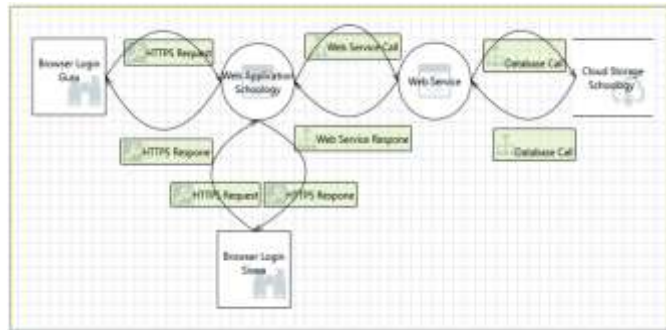 HTTPS Request
Web Service Call
Database Call
Browser Login
Guru
Web Application
Schoology
Web Service
Cloud Storage
Schoology
HTTPS Respone
Web Service Respone
Database Call
HTTPS Request
HTTPS Respone
Browser Login
Siswa